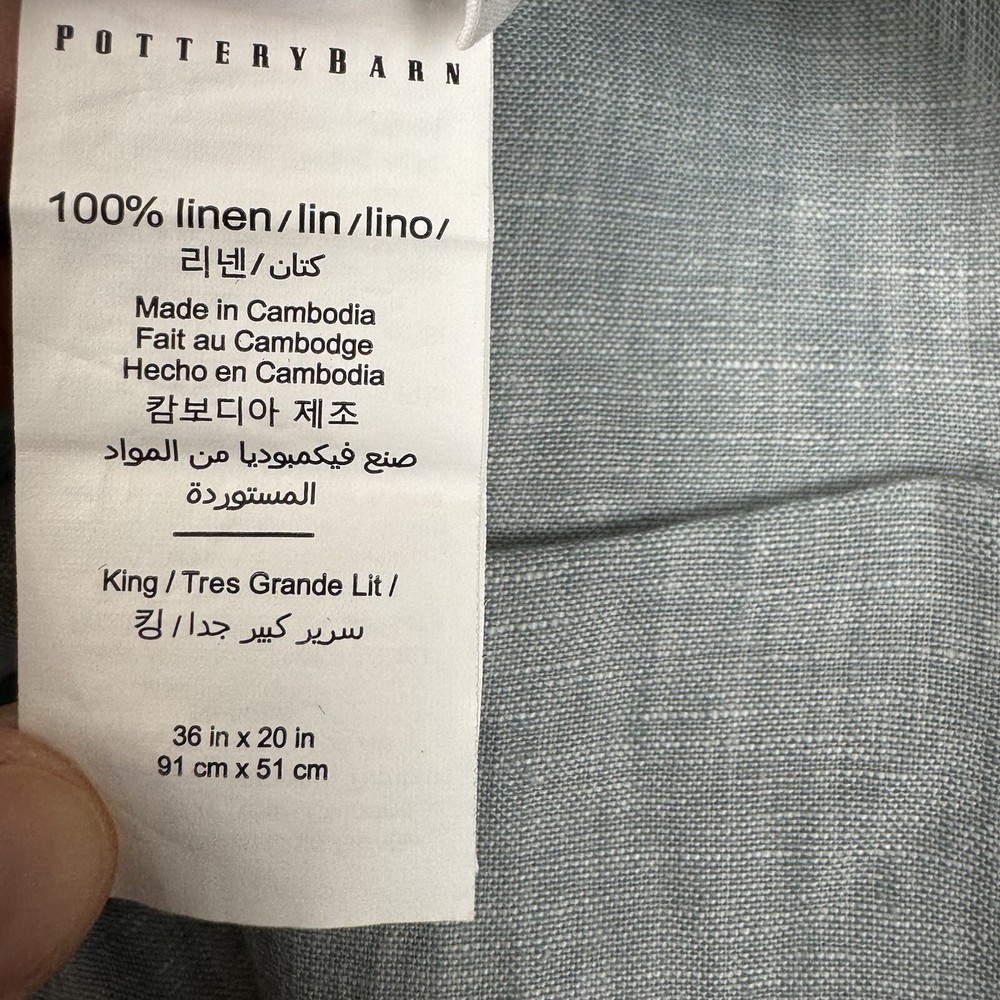 POTTERYBARN
100% linen/lin/lino/
리넨/كتان
Made in Cambodia
Fait au Cambodge
Hecho en Cambodia
캄보디아 제조
صنع فيكمبوديا من المواد
المستوردة
King / Tres Grande Lit /
킹/سرير كبير جدا
36 in x 20 in
91 cm x 51 cm